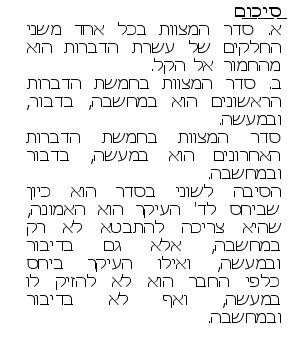 סיכום
א. סדר המצוות בכל אחד משני
החלקים של עשרת הדברות הוא
מהחמור אל הקל.
ב. סדר המצוות בחמשת הדברות
הראשונים הוא במחשבה, בדבור,
ובמעשה.
סדר המצוות בחמשת הדברות
האחרונים הוא במעשה, בדבור
ובמחשבה.
הסיבה לשוני בסדר הוא כיון
שביחס לד' העיקר הוא האמונה,
שהיא צריכה להתבטא לא רק
במחשבה, אלא גם בדיבור
ובמעשה, ואילו העיקר ביחס
כלפי החבר הוא לא להזיק לו
במעשה, ואף לא בדיבור
ובמחשבה.